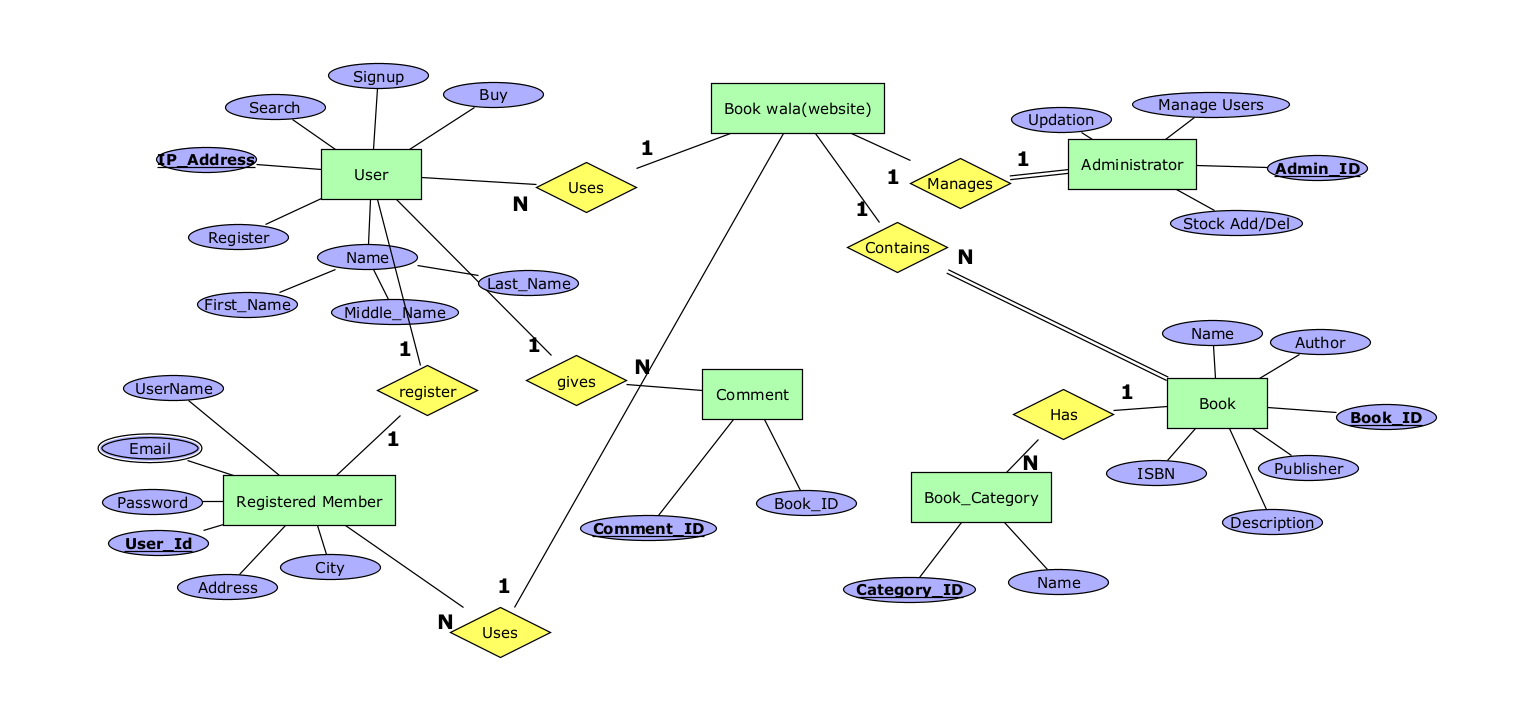 Signup
Buy
Search
Book wala(website)
Manage Users
Updation
1
1
IP_Address
User
Uses
N
1
Manages
Administrator
Admin_ID
1
Stock Add/Del
Register
Name
Contains
N
Last_Name
First_Name
Middle_Name
Name
Author
1
1
N
UserName
register
gives
Comment
1
Has
Book
Book_ID
1
Email
N
ISBN
Publisher
Password
Registered Member
Book_Category
Book_ID
User_Id
Comment_ID
Description
City
Address
1
Category_ID
Name
N
Uses